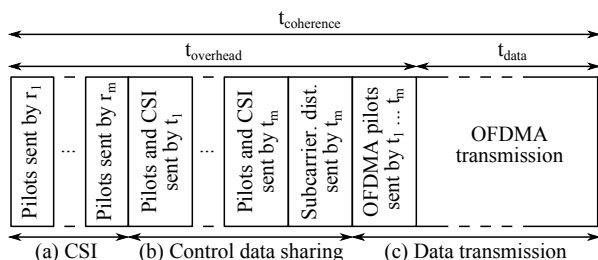 t_coherence
t_overhead
t_data
Pilots sent by r_1
...
Pilots sent by r_m
Pilots and CSI
sent by t_1
...
Pilots and CSI
sent by t_m
Subcarrier. dist.
sent by t_m
OFDMA pilots
sent by t_1 ... t_m
OFDMA
transmission
(a) CSI
(b) Control data sharing
(c) Data transmission